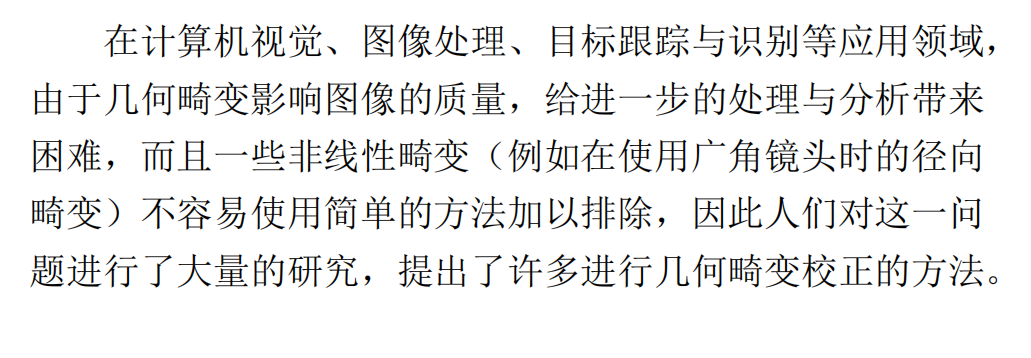 在计算机视觉、图像处理、目标跟踪与识别等应用领域，
由于几何畸变影响图像的质量，给进一步的处理与分析带来
困难，而且一些非线性畸变（例如在使用广角镜头时的径向
畸变）不容易使用简单的方法加以排除，因此人们对这一问
题进行了大量的研究，提出了许多进行几何畸变校正的方法。